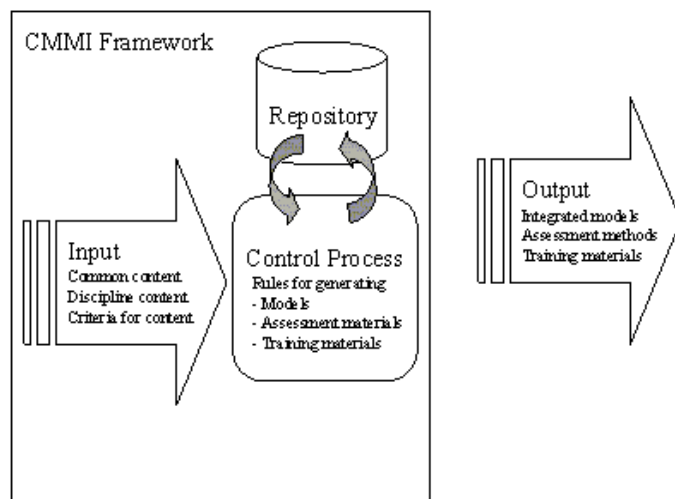 CMMI Framework
Repository
Input
Common content
Discipline content
Criteria for content
Control Process
Rules for generating
- Models
- Assessment materials
- Training materials
Output
Integrated models
Assessment methods
Training materials